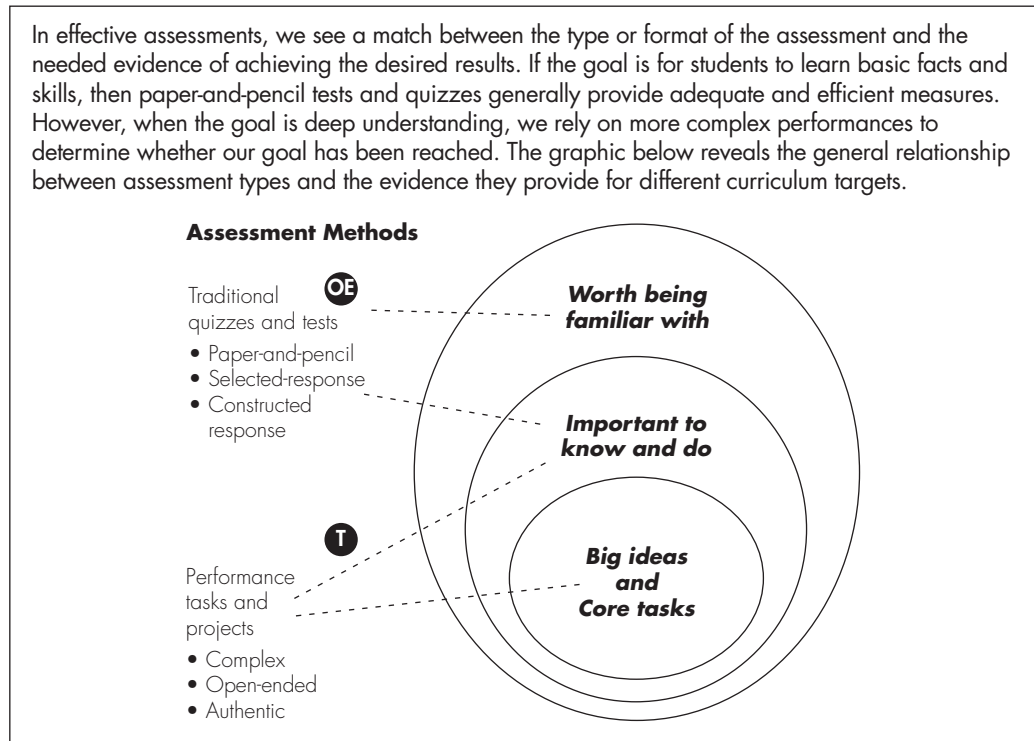 In effective assessments, we see a match between the type or format of the assessment and the
needed evidence of achieving the desired results. If the goal is for students to learn basic facts and
skills, then paper-and-pencil tests and quizzes generally provide adequate and efficient measures.
However, when the goal is deep understanding, we rely on more complex performances to
determine whether our goal has been reached. The graphic below reveals the general relationship
between assessment types and the evidence they provide for different curriculum targets.
Assessment Methods
OE
Traditional
quizzes and tests
• Paper-and-pencil
• Selected-response
• Constructed
response
Worth being
familiar with
Important to
know and do
T
Performance
tasks and
projects
• Complex
• Open-ended
• Authentic
Big ideas
and
Core tasks